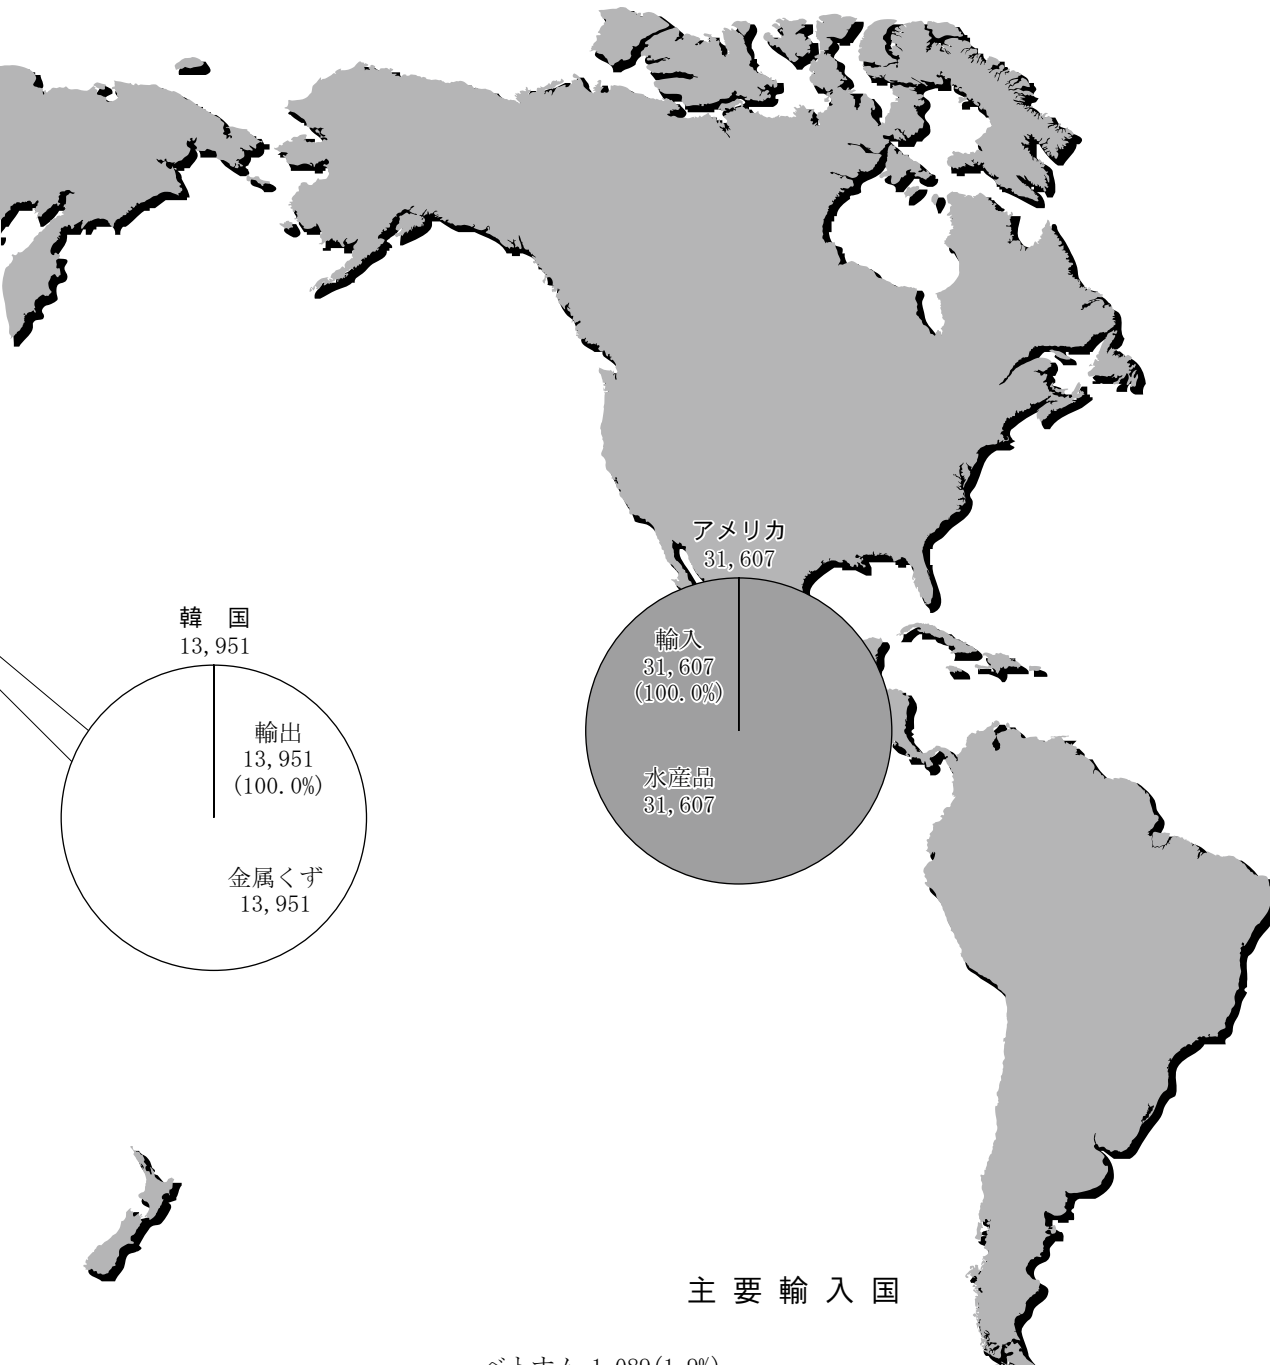 アメリカ
31,607
輸入
31,607
(100.0%)
水産品
31,607
韓 国
13,951
輸出
13,951
(100.0%)
金属くず
13,951
主 要 輸 入 国